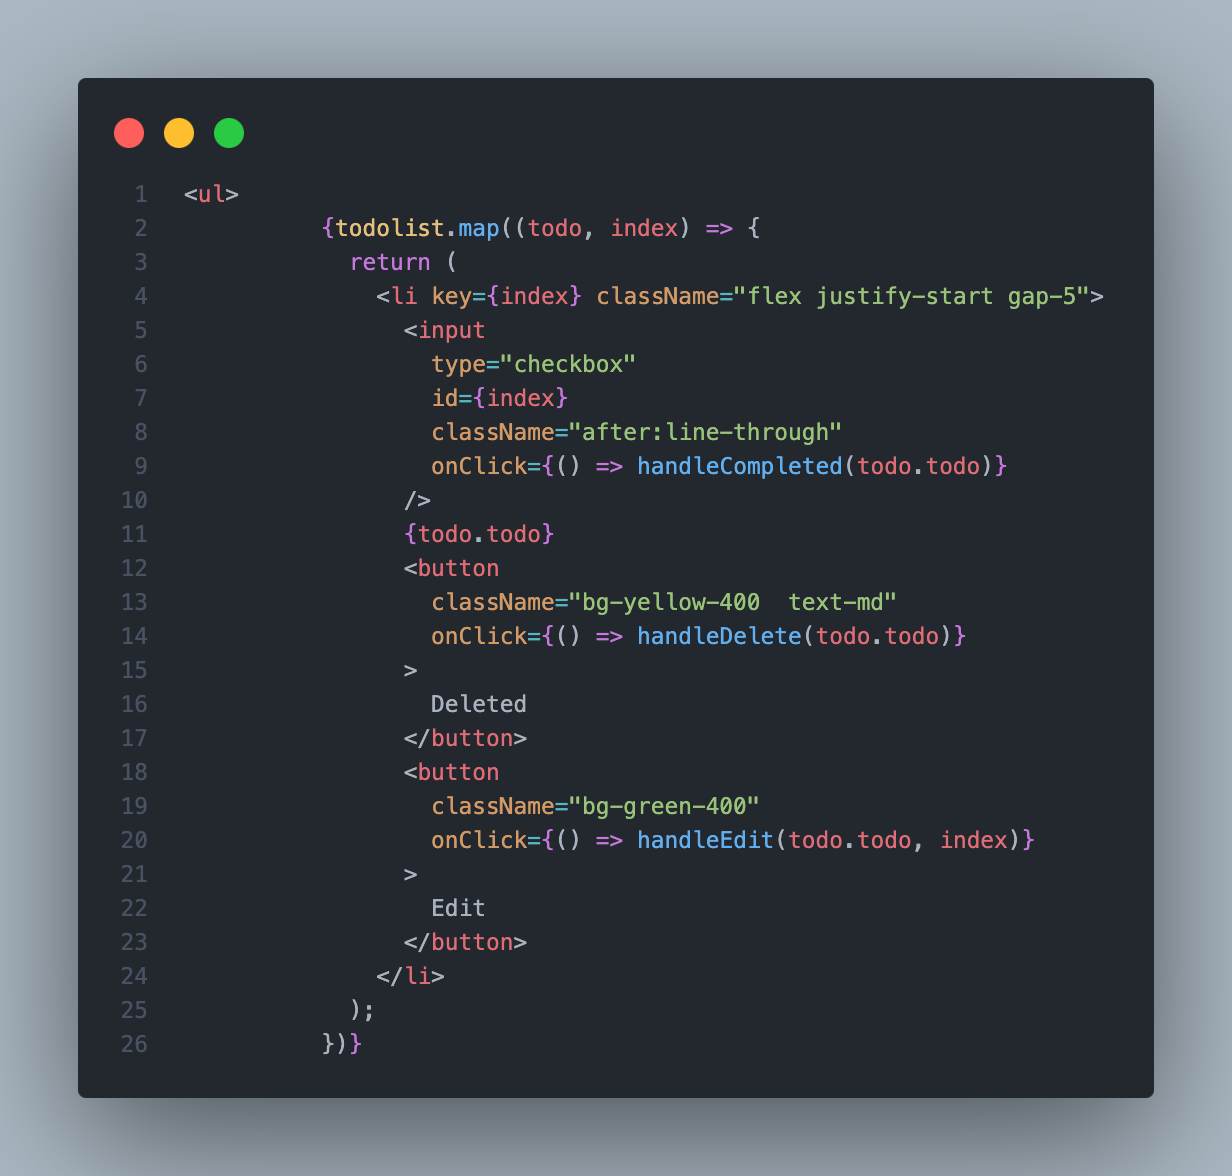 1 <ul>
2 {todolist.map((todo, index) => {
3 return (
4 <li key={index} className="flex justify-start gap-5">
5 <input
6 type="checkbox"
7 id={index}
8 className="after:line-through"
9 onClick={() => handleCompleted(todo.todo)}
10 />
11 {todo.todo}
12 <button
13 className="bg-yellow-400  text-md"
14 onClick={() => handleDelete(todo.todo)}
15 >
16 Deleted
17 </button>
18 <button
19 className="bg-green-400"
20 onClick={() => handleEdit(todo.todo, index)}
21 >
22 Edit
23 </button>
24 </li>
25 );
26 })}